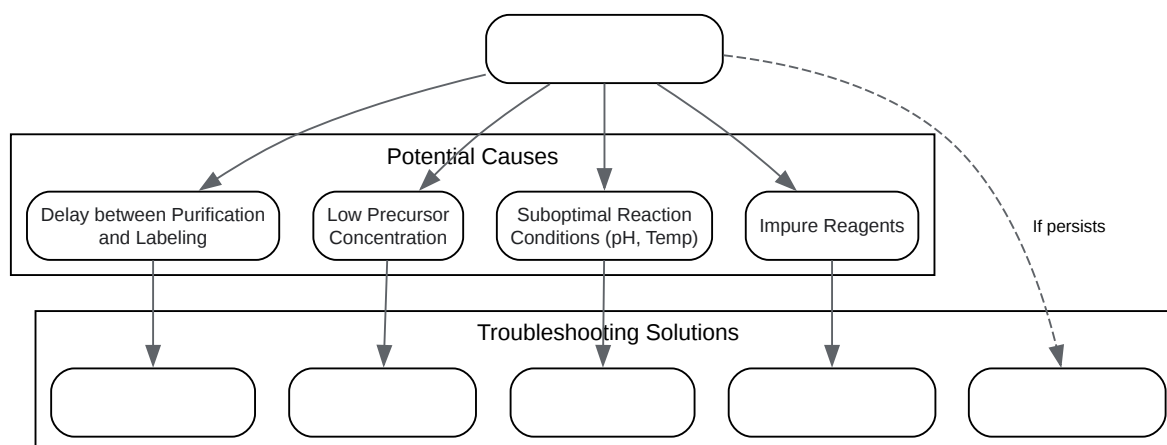 Potential Causes
Delay between Purification
and Labeling
Low Precursor
Concentration
Suboptimal Reaction
Conditions (pH, Temp)
Impure Reagents
If persists
Troubleshooting Solutions